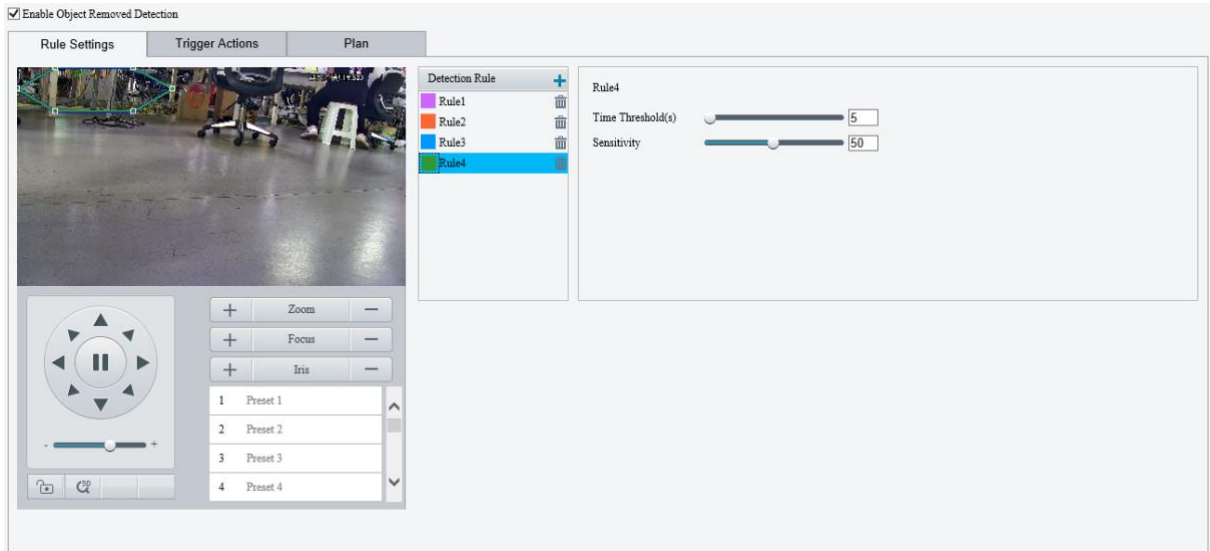 Enable Object Removed Detection
Rule Settings
Trigger Actions
Plan
Detection Rule
Rule1
Rule2
Rule3
Rule4
Rule4
Time Threshold(s)
5
Sensitivity
50
+ Zoom −
+ Focus −
+ Iris −
1 Preset 1
2 Preset 2
3 Preset 3
4 Preset 4
- +
3D